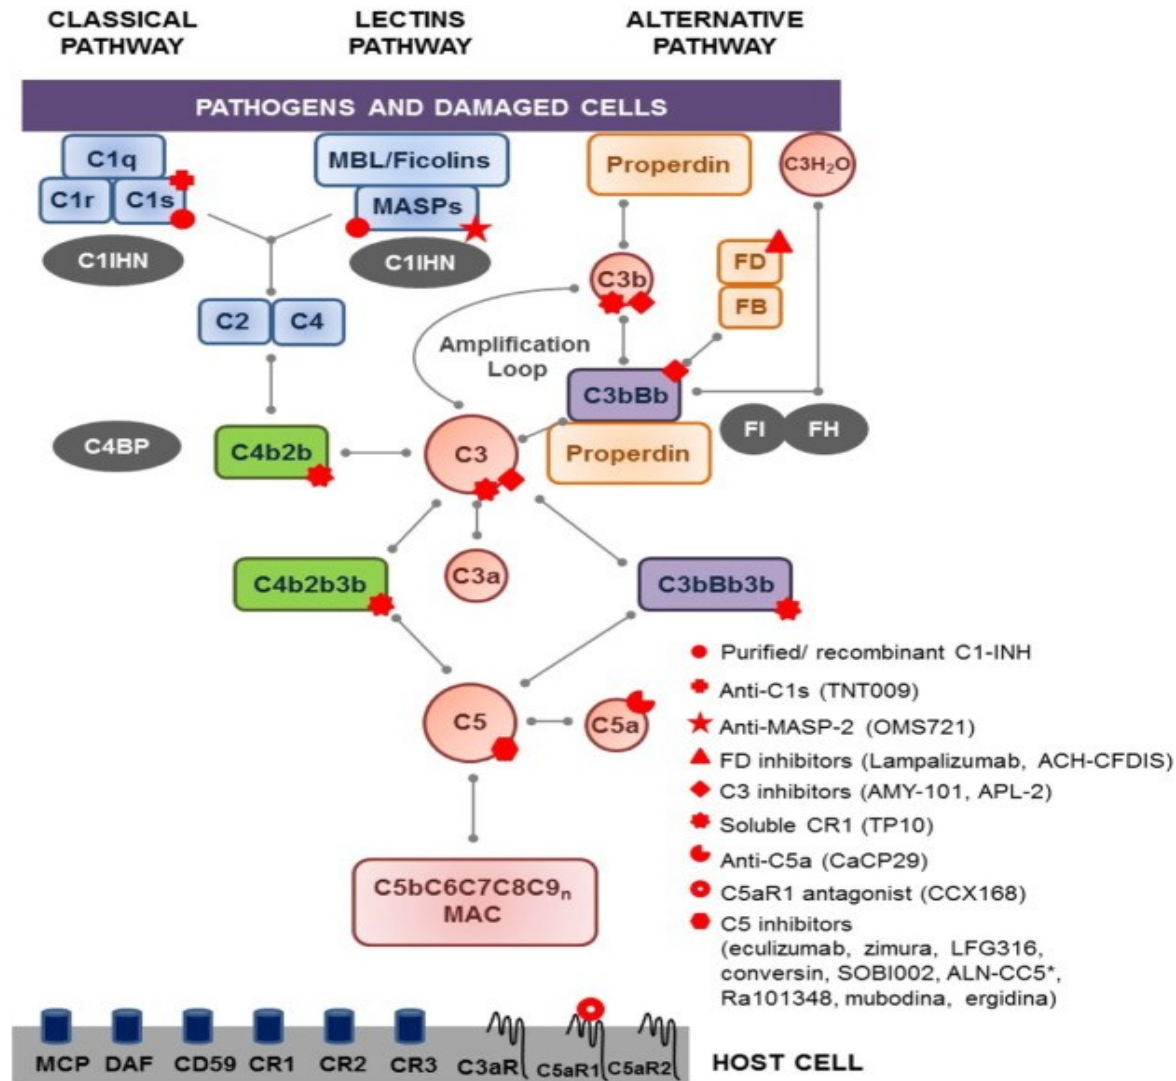 CLASSICAL
PATHWAY
LECTINS
PATHWAY
ALTERNATIVE
PATHWAY
PATHOGENS AND DAMAGED CELLS
C1q
C1r
C1s
C1IHN
MBL/Ficolins
MASPs
C1IHN
Properdin
C3H₂O
C3b
FD
FB
C2
C4
Amplification
Loop
C3bBb
Properdin
FI
FH
C4BP
C4b2b
C3
C4b2b3b
C3a
C3bBb3b
C5
C5a
C5bC6C7C8C9ₙ
MAC
Purified/ recombinant C1-INH
Anti-C1s (TNT009)
Anti-MASP-2 (OMS721)
FD inhibitors (Lampalizumab, ACH-CFDIS)
C3 inhibitors (AMY-101, APL-2)
Soluble CR1 (TP10)
Anti-C5a (CaCP29)
C5aR1 antagonist (CCX168)
C5 inhibitors
(eculizumab, zimura, LFG316,
conversin, SOBI002, ALN-CC5*,
Ra101348, mubodina, ergidina)
MCP DAF CD59 CR1 CR2 CR3 C3aR C5aR1 C5aR2 HOST CELL